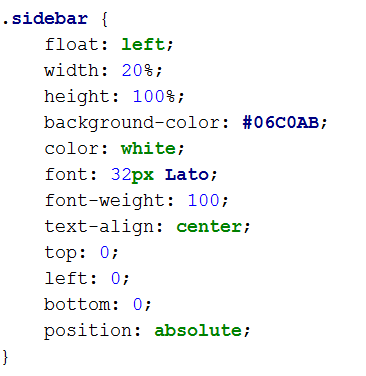 .sidebar {
    float: left;
    width: 20%;
    height: 100%;
    background-color: #06C0AB;
    color: white;
    font: 32px Lato;
    font-weight: 100;
    text-align: center;
    top: 0;
    left: 0;
    bottom: 0;
    position: absolute;
}